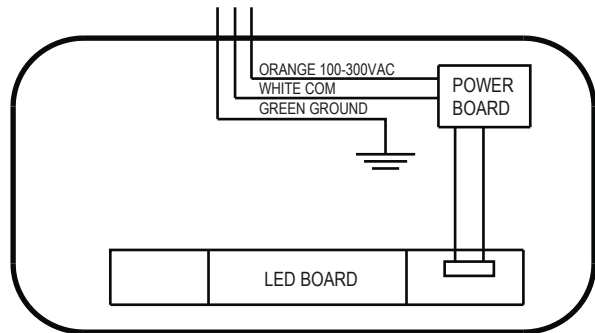 ORANGE 100-300VAC
WHITE COM
GREEN GROUND
POWER
BOARD
LED BOARD